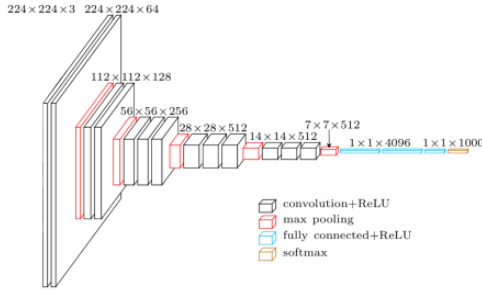 224×224×3 224×224×64
112×112×128
56×56×256
28×28×512
14×14×512
7×7×512
1×1×4096 1×1×1000
convolution+ReLU
max pooling
fully connected+ReLU
softmax